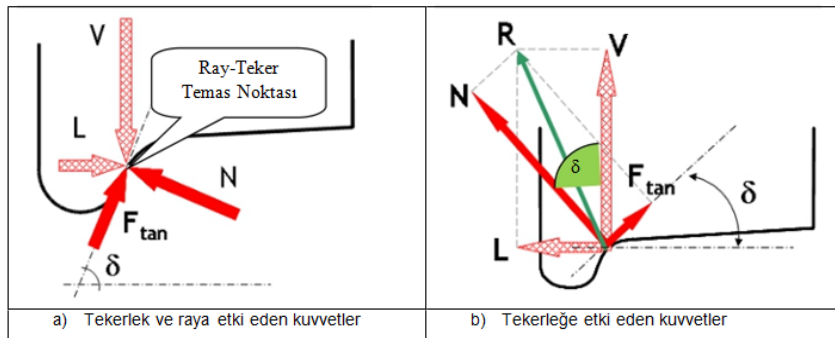 V
Ray-Teker
Temas Noktası
L
N
F tan
δ
a) Tekerlek ve raya etki eden kuvvetler
R
V
N
δ
F tan
δ
L
b) Tekerleğe etki eden kuvvetler